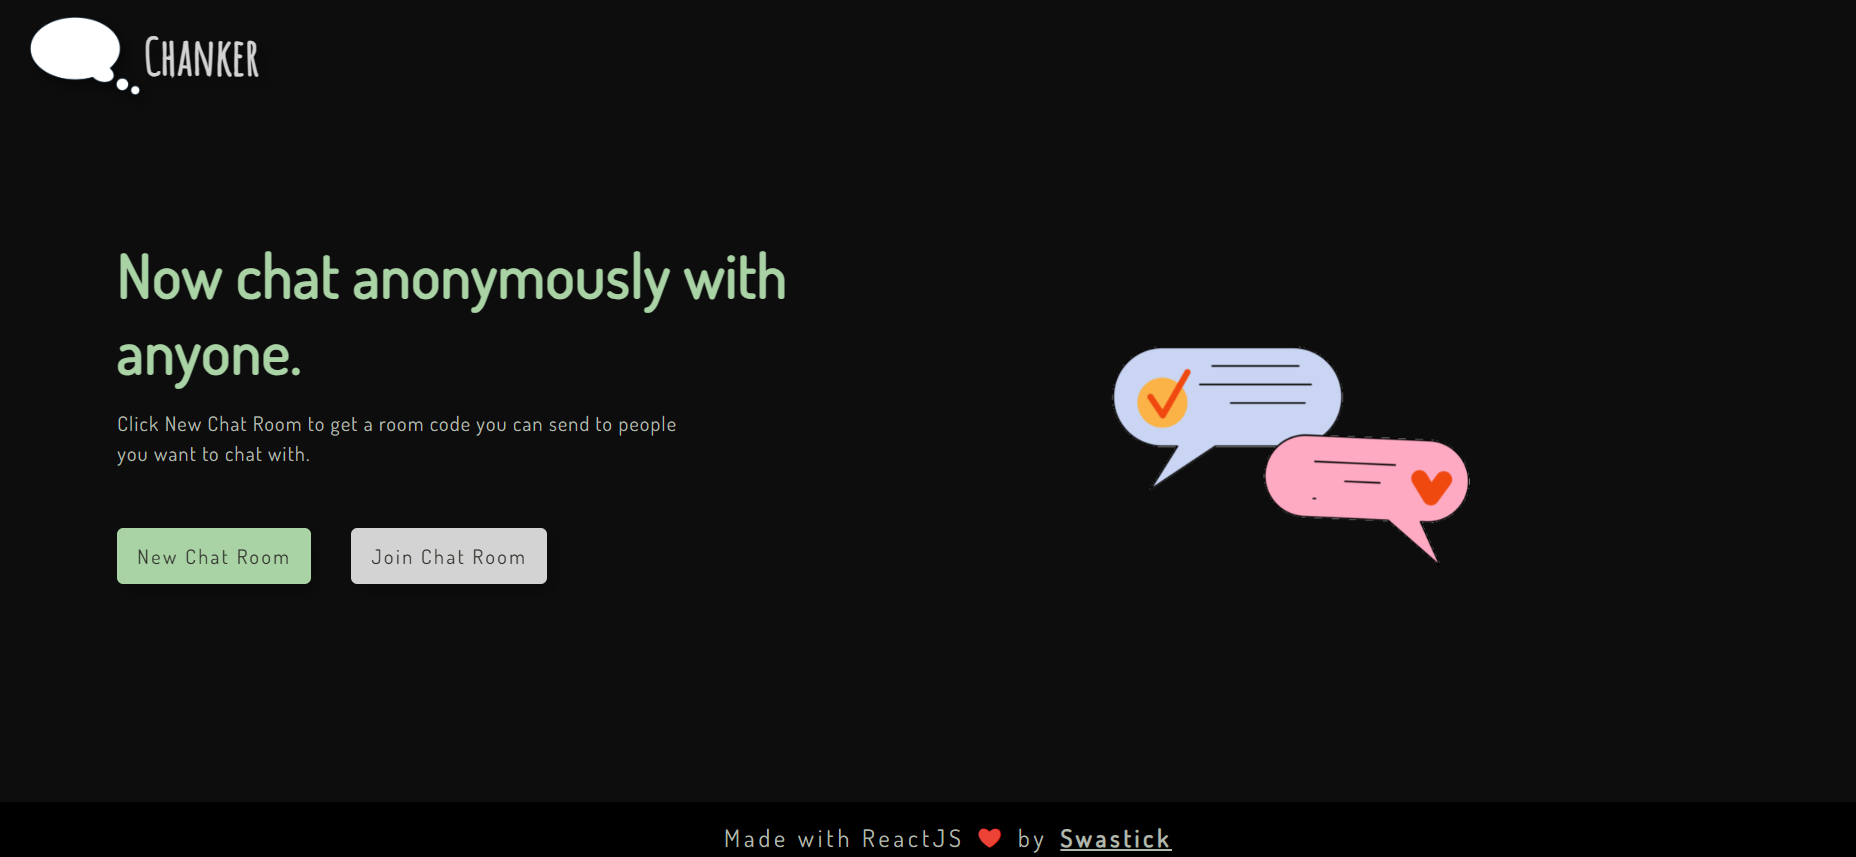 Chanker
Now chat anonymously with
anyone.
Click New Chat Room to get a room code you can send to people
you want to chat with.
New Chat Room
Join Chat Room
Made with ReactJS ❤ by Swastick